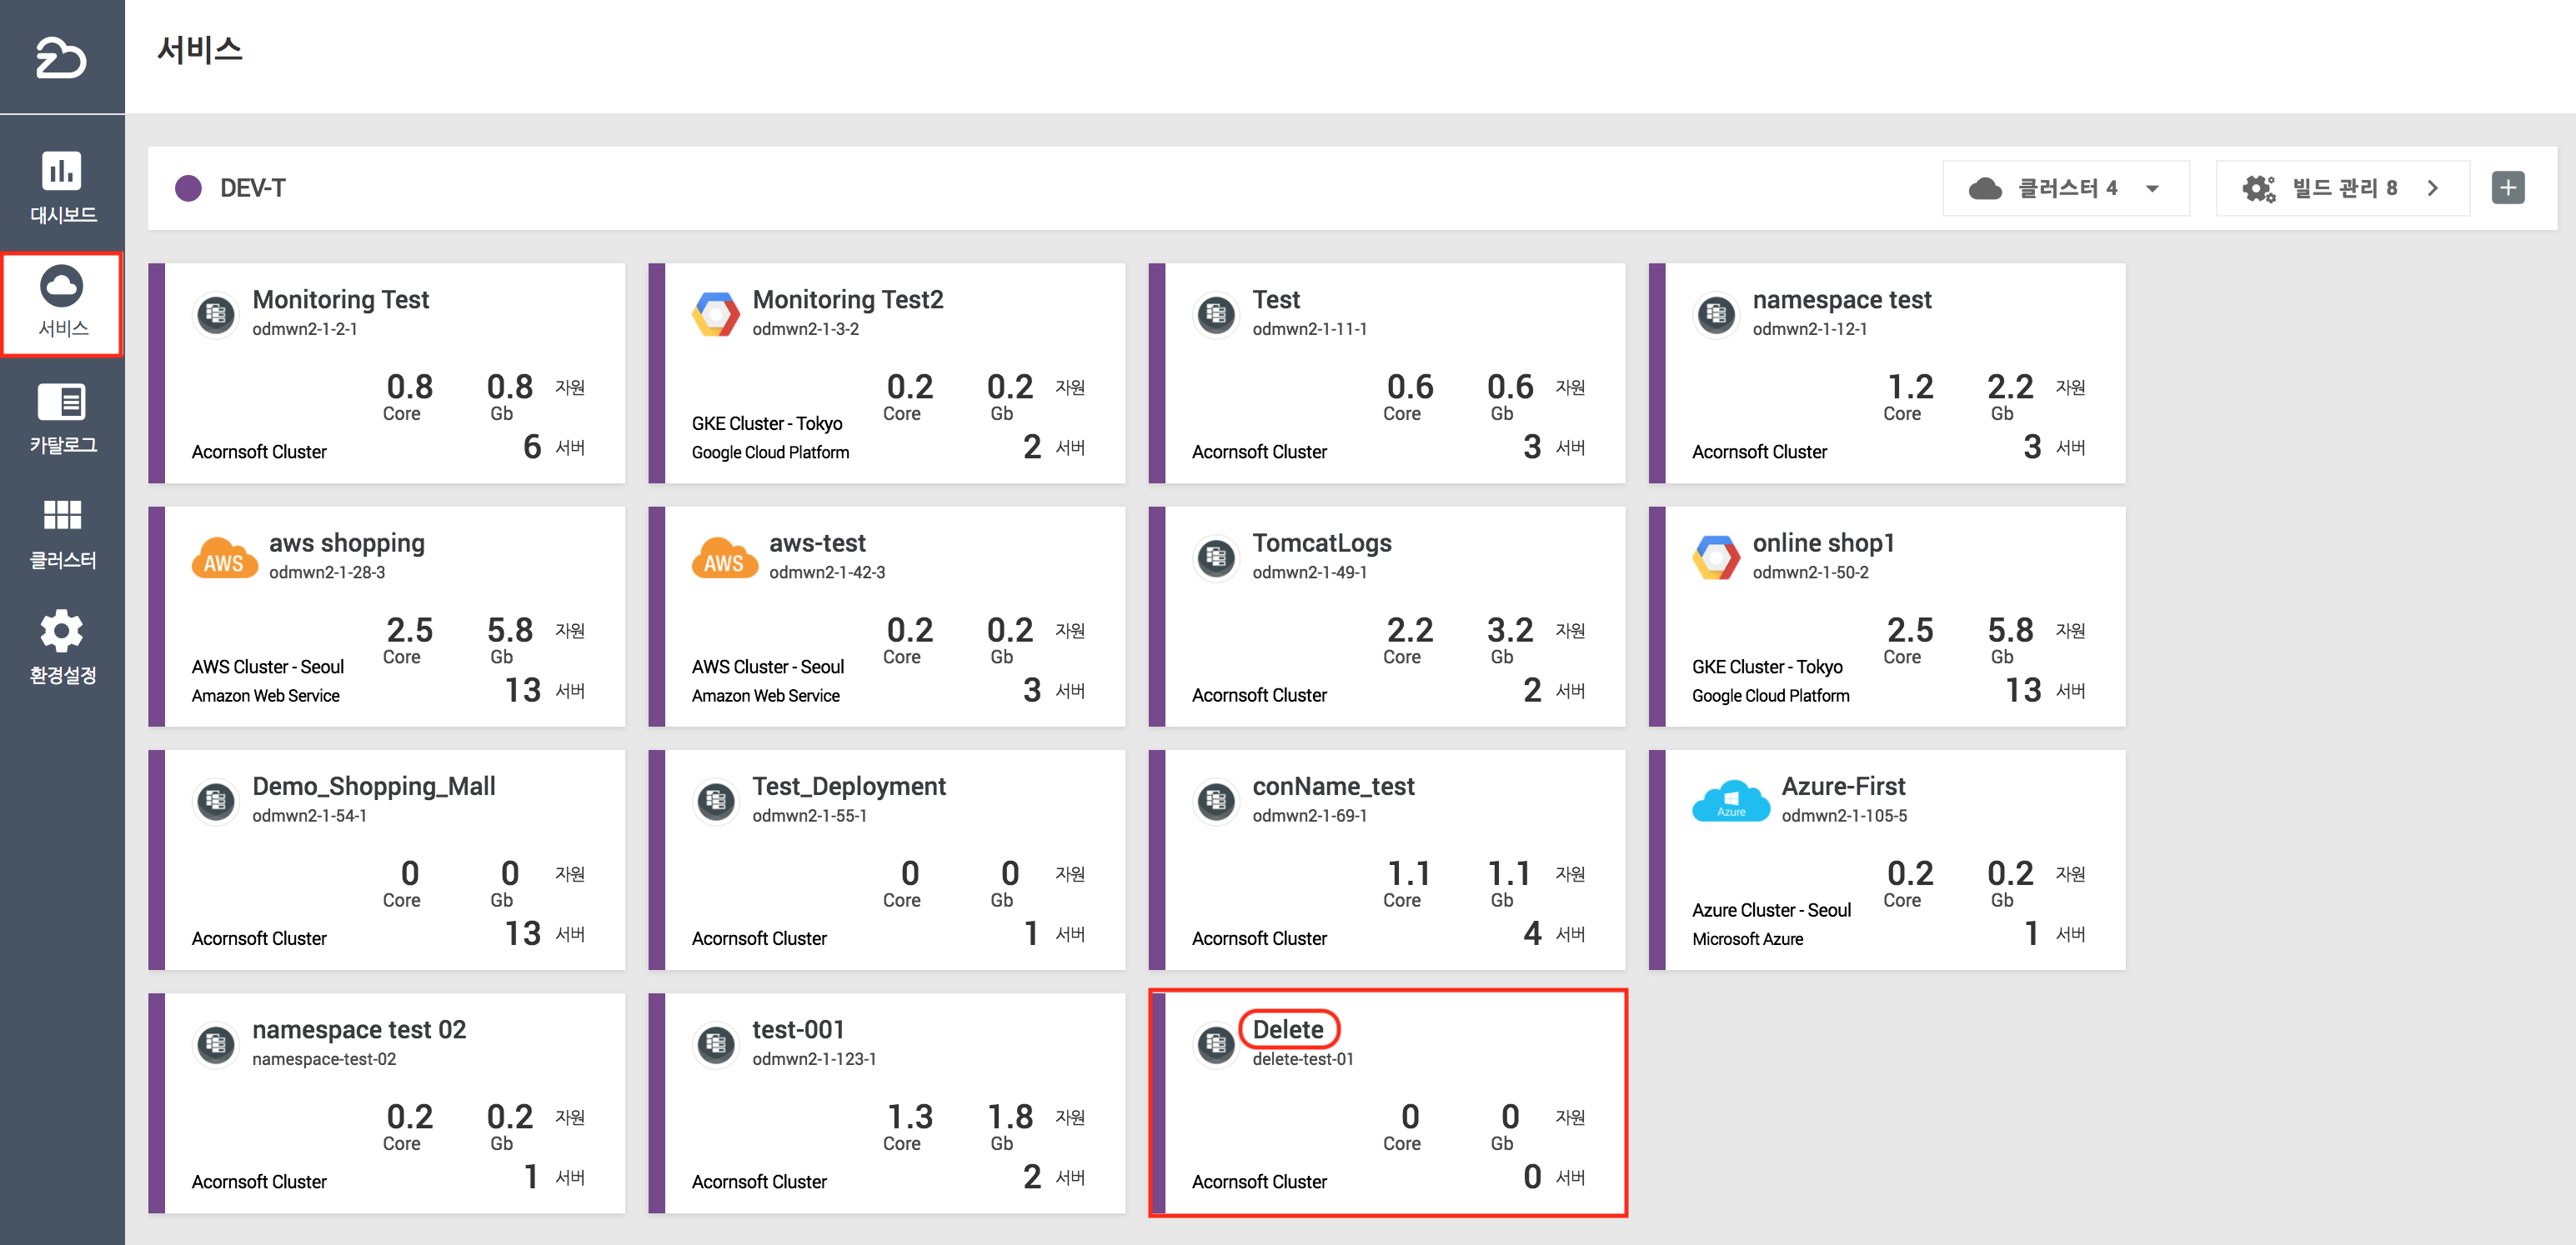 서비스
대시보드
서비스
카탈로그
클러스터
환경설정
DEV-T
클러스터 4
빌드 관리 8
Monitoring Test
odmwn2-1-2-1
0.8 0.8 자원
Core Gb
6 서버
Acornsoft Cluster
Monitoring Test2
odmwn2-1-3-2
0.2 0.2 자원
Core Gb
GKE Cluster - Tokyo
Google Cloud Platform
2 서버
Test
odmwn2-1-11-1
0.6 0.6 자원
Core Gb
3 서버
Acornsoft Cluster
namespace test
odmwn2-1-12-1
1.2 2.2 자원
Core Gb
3 서버
Acornsoft Cluster
AWS
aws shopping
odmwn2-1-28-3
2.5 5.8 자원
Core Gb
AWS Cluster - Seoul
Amazon Web Service
13 서버
AWS
aws-test
odmwn2-1-42-3
0.2 0.2 자원
Core Gb
AWS Cluster - Seoul
Amazon Web Service
3 서버
TomcatLogs
odmwn2-1-49-1
2.2 3.2 자원
Core Gb
2 서버
Acornsoft Cluster
online shop1
odmwn2-1-50-2
2.5 5.8 자원
Core Gb
GKE Cluster - Tokyo
Google Cloud Platform
13 서버
Demo_Shopping_Mall
odmwn2-1-54-1
0 0 자원
Core Gb
13 서버
Acornsoft Cluster
Test_Deployment
odmwn2-1-55-1
0 0 자원
Core Gb
1 서버
Acornsoft Cluster
conName_test
odmwn2-1-69-1
1.1 1.1 자원
Core Gb
4 서버
Acornsoft Cluster
Azure
Azure-First
odmwn2-1-105-5
0.2 0.2 자원
Core Gb
Azure Cluster - Seoul
Microsoft Azure
1 서버
namespace test 02
namespace-test-02
0.2 0.2 자원
Core Gb
1 서버
Acornsoft Cluster
test-001
odmwn2-1-123-1
1.3 1.8 자원
Core Gb
2 서버
Acornsoft Cluster
Delete
delete-test-01
0 0 자원
Core Gb
0 서버
Acornsoft Cluster